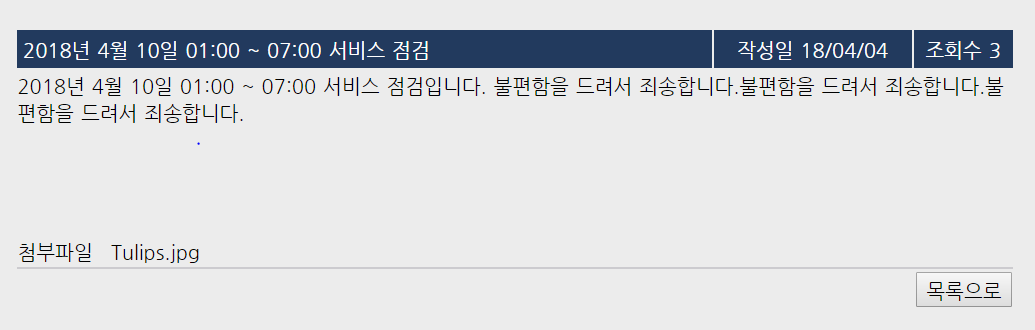 2018년 4월 10일 01:00 ~ 07:00 서비스 점검 작성일 18/04/04 조회수 3
2018년 4월 10일 01:00 ~ 07:00 서비스 점검입니다. 불편함을 드려서 죄송합니다.불편함을 드려서 죄송합니다.불
편함을 드려서 죄송합니다.
첨부파일 Tulips.jpg
목록으로